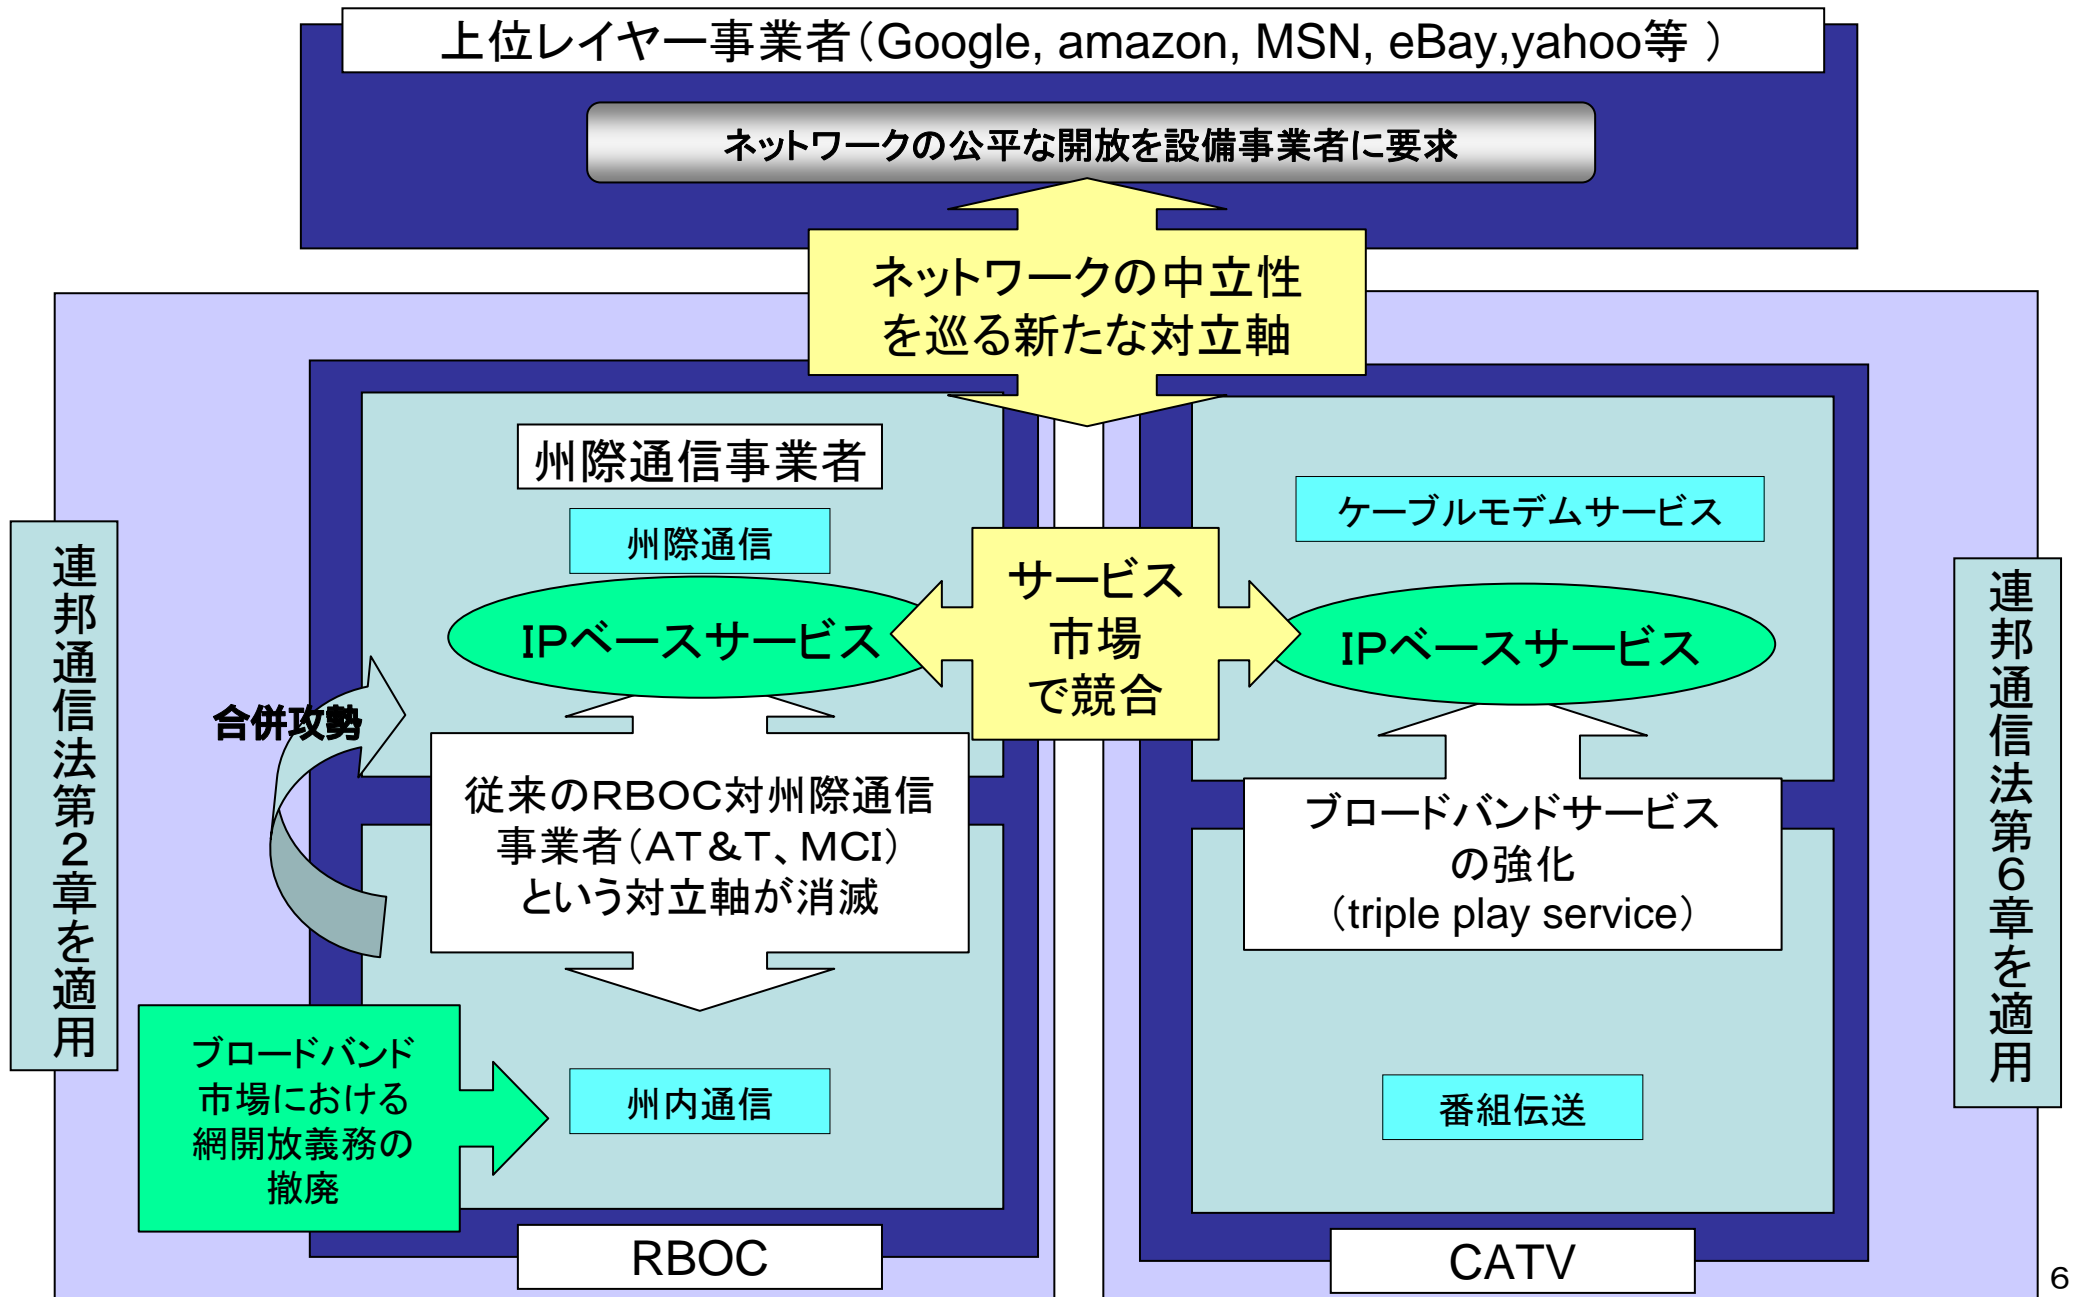 上位レイヤー事業者（Google, amazon, MSN, eBay,yahoo等 ）
ネットワークの公平な開放を設備事業者に要求
ネットワークの中立性
を巡る新たな対立軸
州際通信事業者
州際通信
IPベースサービス
サービス
市場
で競合
ケーブルモデムサービス
IPベースサービス
連邦通信法第２章を適用
連邦通信法第６章を適用
合併攻勢
従来のＲＢＯＣ対州際通信
事業者（ＡＴ＆Ｔ、ＭＣＩ）
という対立軸が消滅
ブロードバンドサービス
の強化
（triple play service）
ブロードバンド
市場における
網開放義務の
撤廃
州内通信
番組伝送
RBOC
CATV
6